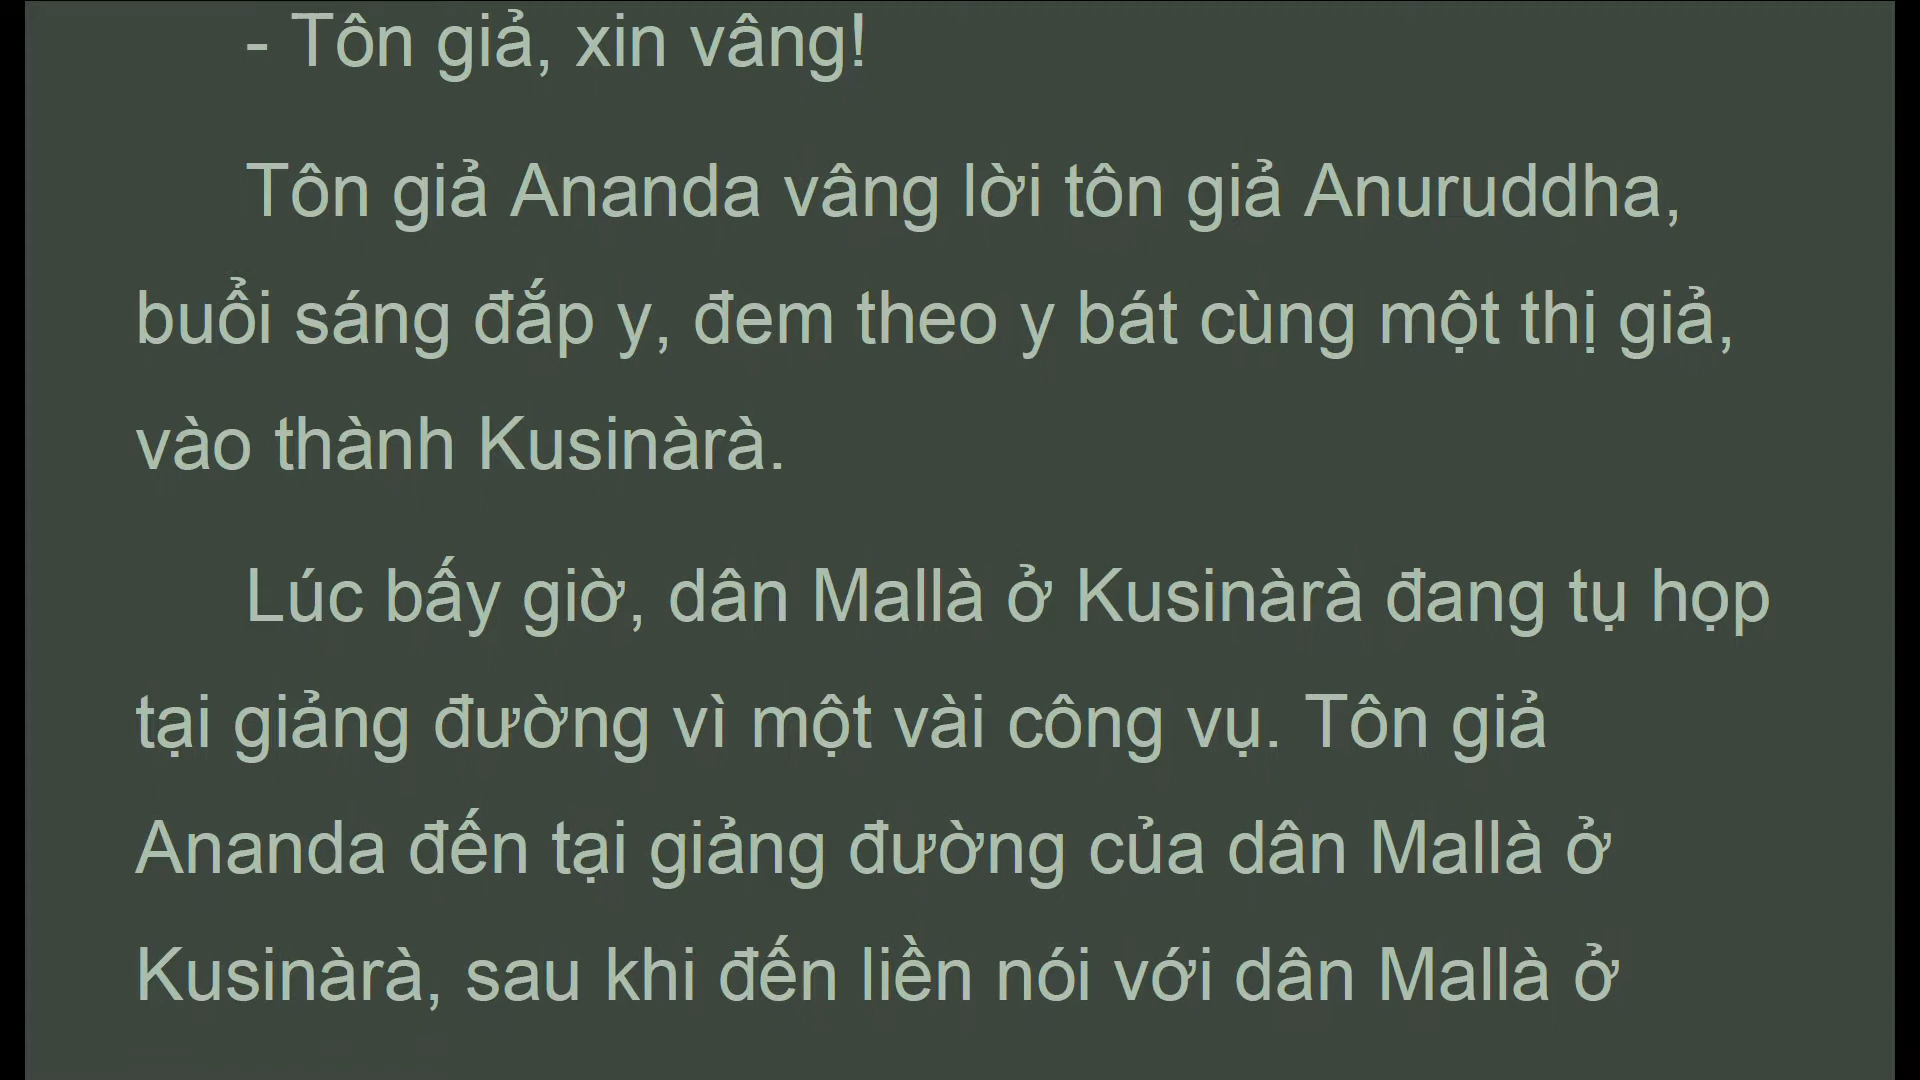 - Tôn giả, xin vâng!
Tôn giả Ananda vâng lời tôn giả Anuruddha,
buổi sáng đắp y, đem theo y bát cùng một thị giả,
vào thành Kusinàrà.
Lúc bấy giờ, dân Mallà ở Kusinàrà đang tụ họp
tại giảng đường vì một vài công vụ. Tôn giả
Ananda đến tại giảng đường của dân Mallà ở
Kusinàrà, sau khi đến liền nói với dân Mallà ở